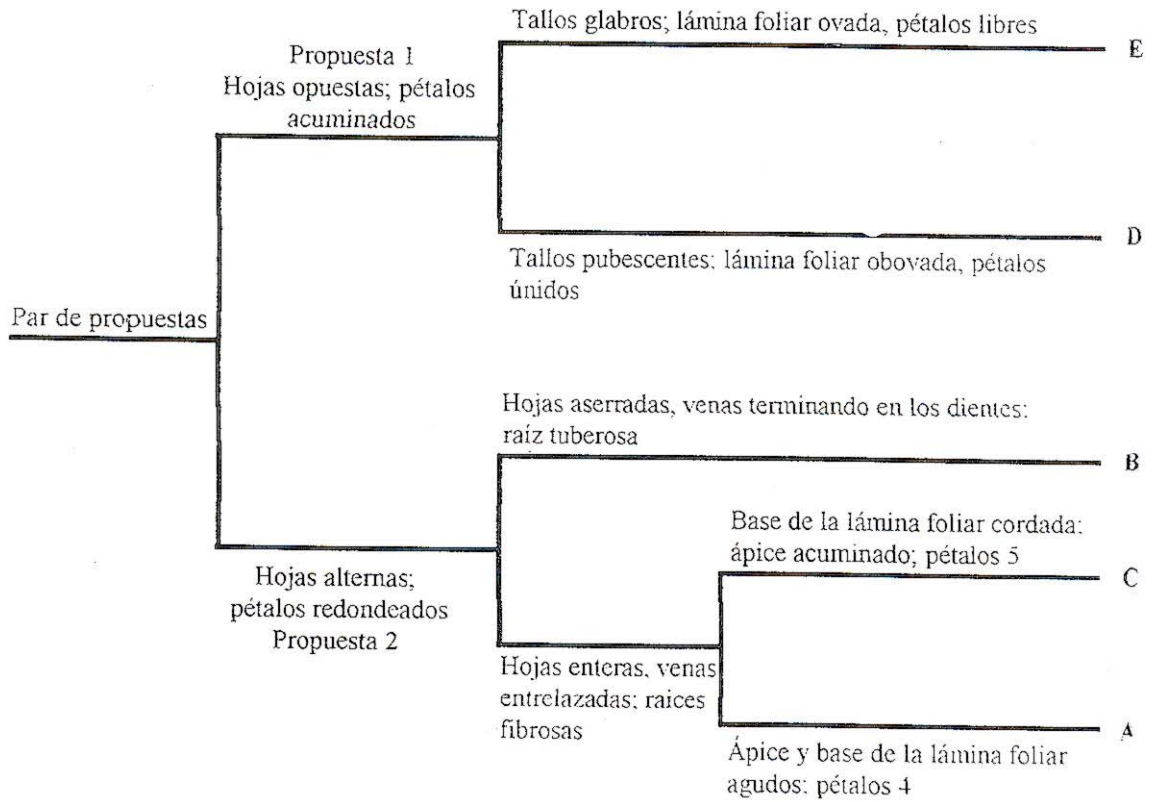 Tallos glabros; lámina foliar ovada, pétalos libres
E
Propuesta 1
Hojas opuestas; pétalos
acuminados
D
Tallos pubescentes: lámina foliar obovada, pétalos
únidos
Par de propuestas
Hojas aserradas, venas terminando en los dientes:
raíz tuberosa
B
Base de la lámina foliar cordada:
ápice acuminado; pétalos 5
C
Hojas alternas;
pétalos redondeados
Propuesta 2
Hojas enteras, venas
entrelazadas: raices
fibrosas
A
Ápice y base de la lámina foliar
agudos: pétalos 4